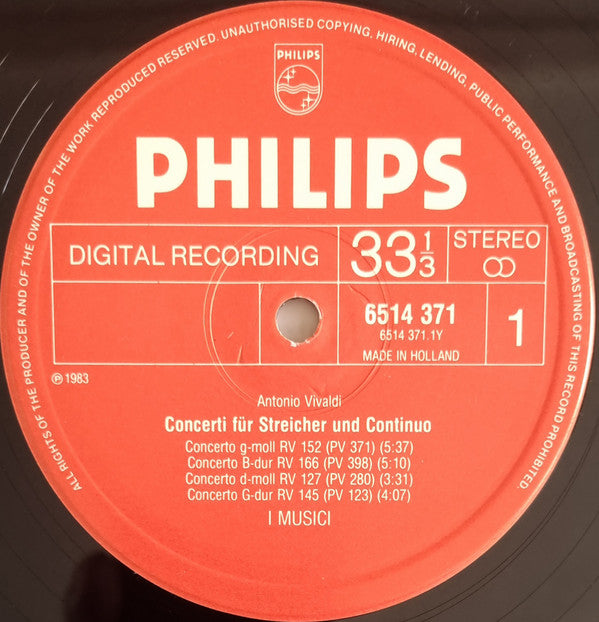 ALL RIGHTS OF THE PRODUCER AND OF THE OWNER OF THE WORK REPRODUCED RESERVED. UNAUTHORISED COPYING, HIRING, LENDING, PUBLIC PERFORMANCE AND BROADCASTING OF THIS RECORD PROHIBITED
PHILIPS
PHILIPS
DIGITAL RECORDING
33 1/3
STEREO
6514 371
6514 371.1Y
MADE IN HOLLAND
1
℗ 1983
Antonio Vivaldi
Concerti für Streicher und Continuo
Concerto g-moll RV 152 (PV 371) (5:37)
Concerto B-dur RV 166 (PV 398) (5:10)
Concerto d-moll RV 127 (PV 280) (3:31)
Concerto G-dur RV 145 (PV 123) (4:07)
I MUSICI